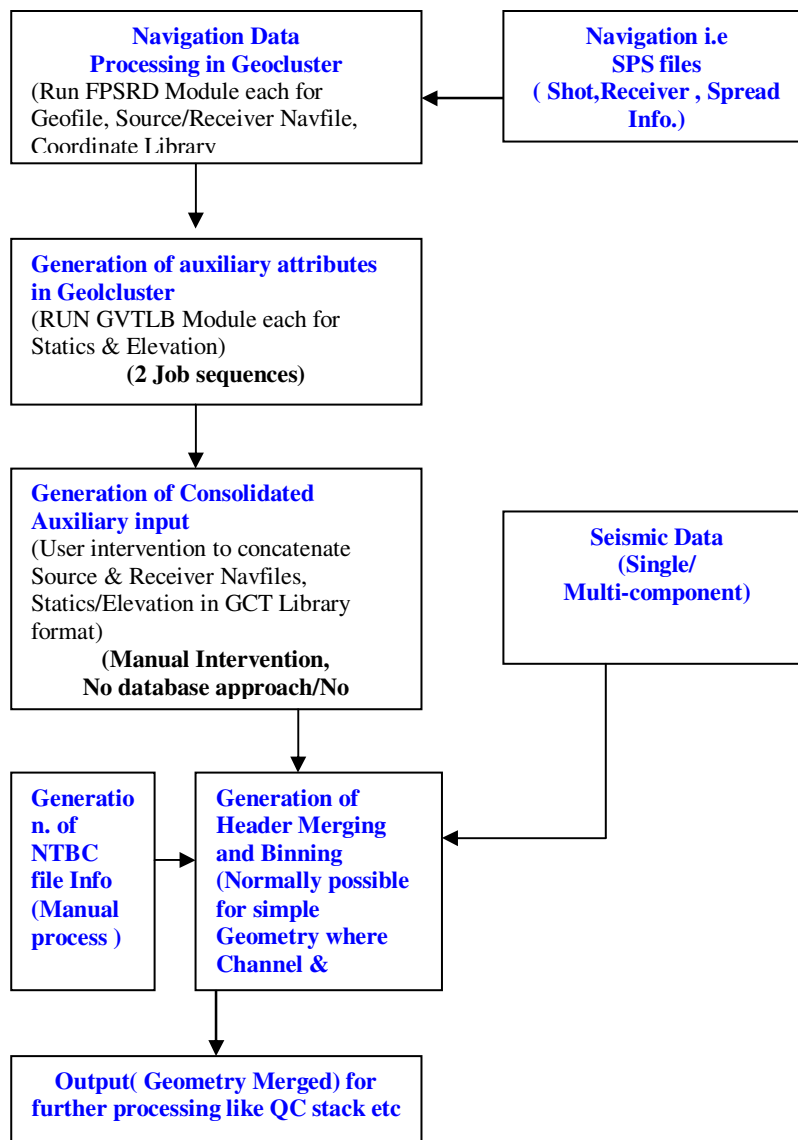 Navigation Data
Processing in Geocluster
(Run FPSRD Module each for
Geofile, Source/Receiver Navfile,
Coordinate Library
Navigation i.e
SPS files
( Shot,Receiver , Spread
Info.)
Generation of auxiliary attributes
in Geolcluster
(RUN GVTLB Module each for
Statics & Elevation)
(2 Job sequences)
Generation of Consolidated
Auxiliary input
(User intervention to concatenate
Source & Receiver Navfiles,
Statics/Elevation in GCT Library
format)
(Manual Intervention,
No database approach/No
Seismic Data
(Single/
Multi-component)
Generatio
n. of
NTBC
file Info
(Manual
process )
Generation of
Header Merging
and Binning
(Normally possible
for simple
Geometry where
Channel &
Output( Geometry Merged) for
further processing like QC stack etc